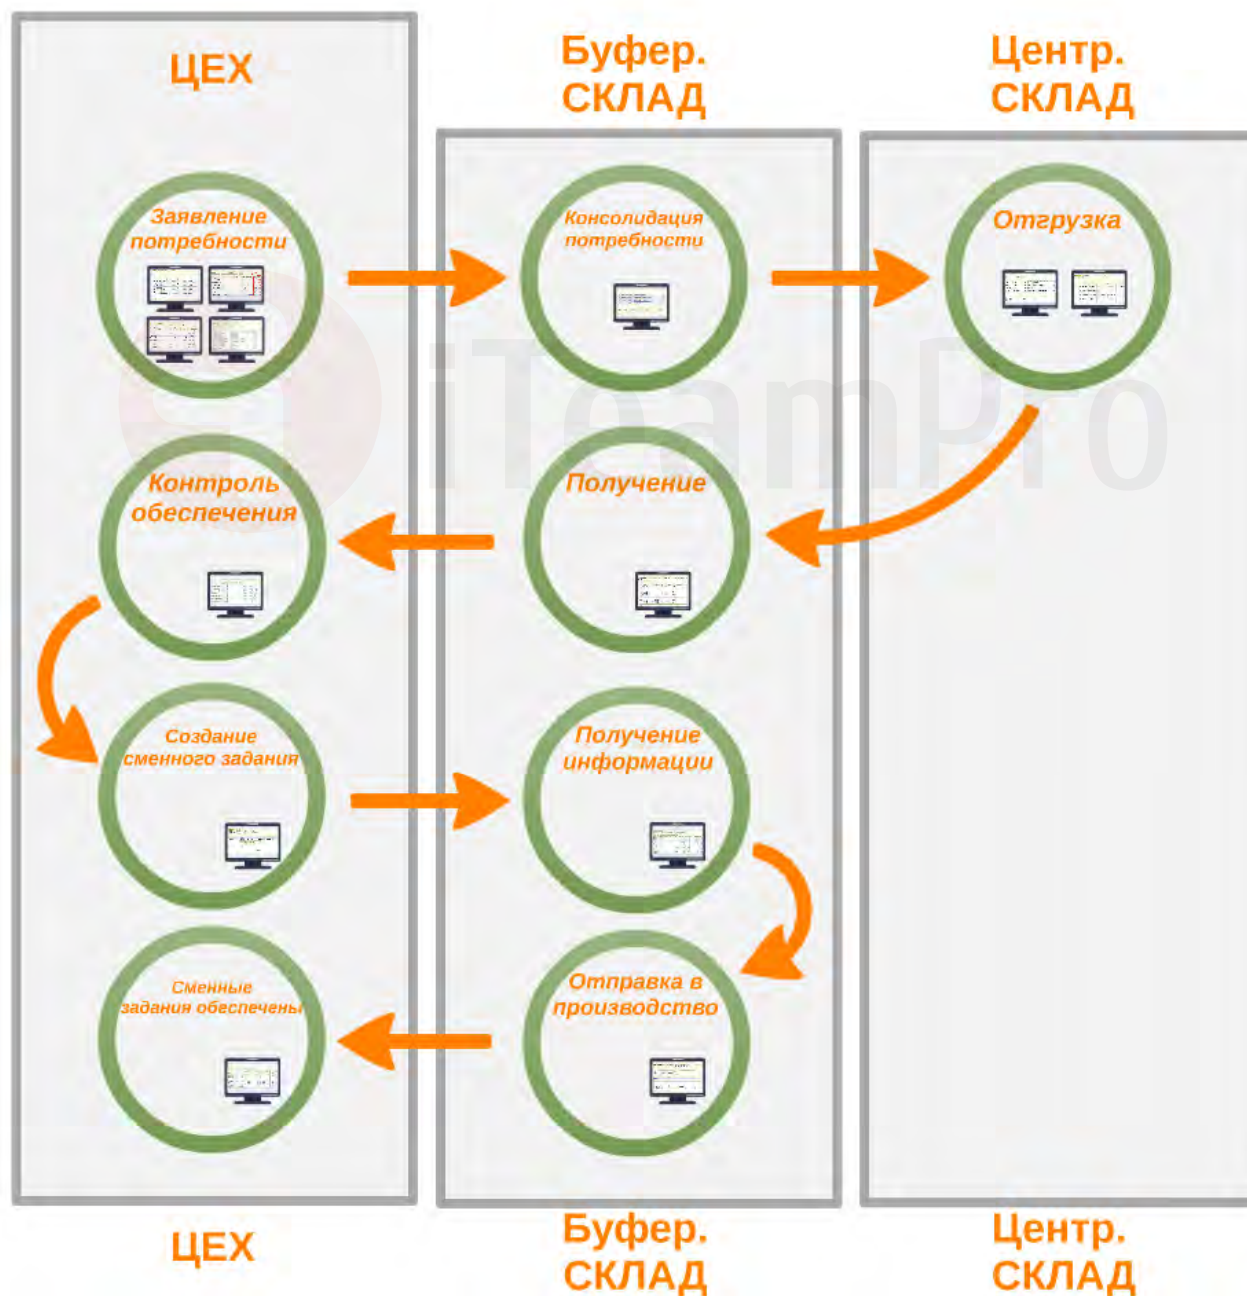 ЦЕХ
Буфер.
СКЛАД
Центр.
СКЛАД
Заявление
потребности
Консолидация
потребности
Отгрузка
iTeamPro
Контроль
обеспечения
Получение
Создание
сменного задания
Получение
информации
Сменные
задания обеспечены
Отправка в
производство
ЦЕХ
Буфер.
СКЛАД
Центр.
СКЛАД